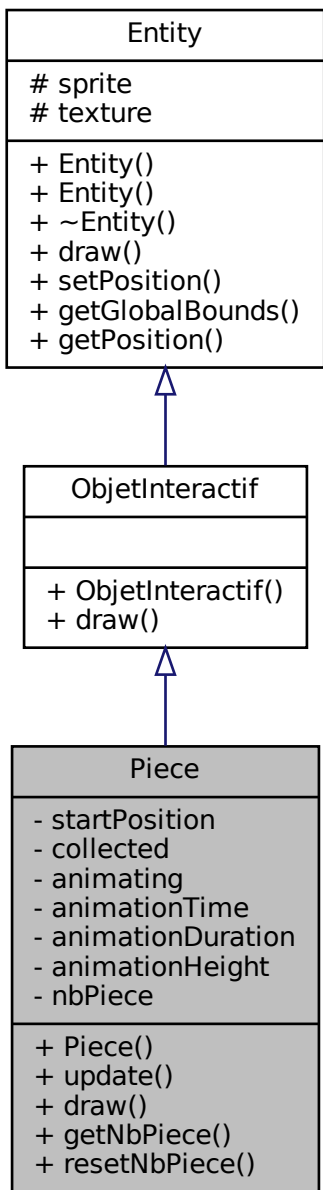 Entity
# sprite
# texture
+ Entity()
+ Entity()
+ ~Entity()
+ draw()
+ setPosition()
+ getGlobalBounds()
+ getPosition()
ObjetInteractif
+ ObjetInteractif()
+ draw()
Piece
- startPosition
- collected
- animating
- animationTime
- animationDuration
- animationHeight
- nbPiece
+ Piece()
+ update()
+ draw()
+ getNbPiece()
+ resetNbPiece()